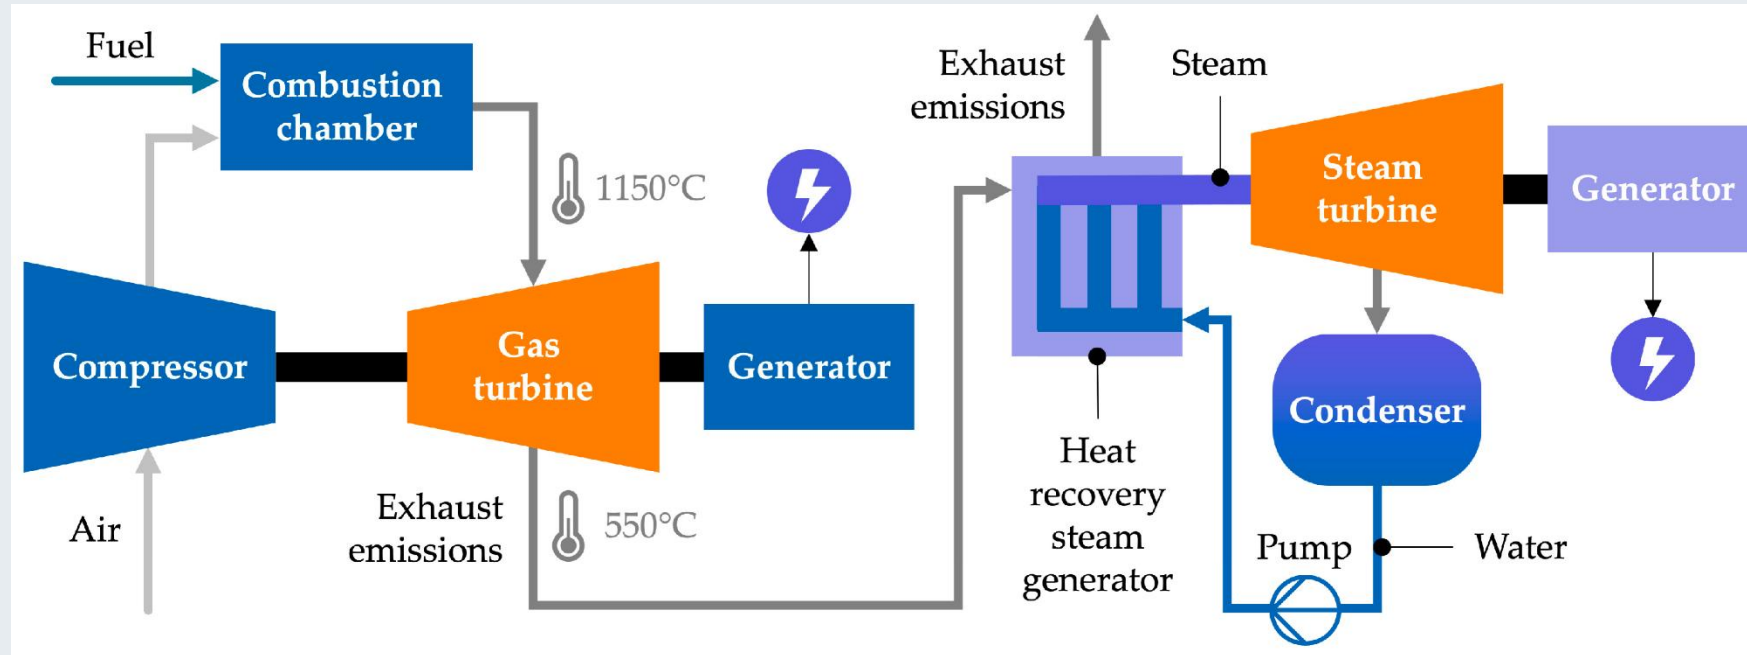 Fuel
Combustion
chamber
1150°C
Compressor
Gas
turbine
Generator
Air
Exhaust
emissions
550°C
Exhaust
emissions
Steam
Steam
turbine
Generator
Condenser
Heat
recovery
steam
generator
Pump
Water